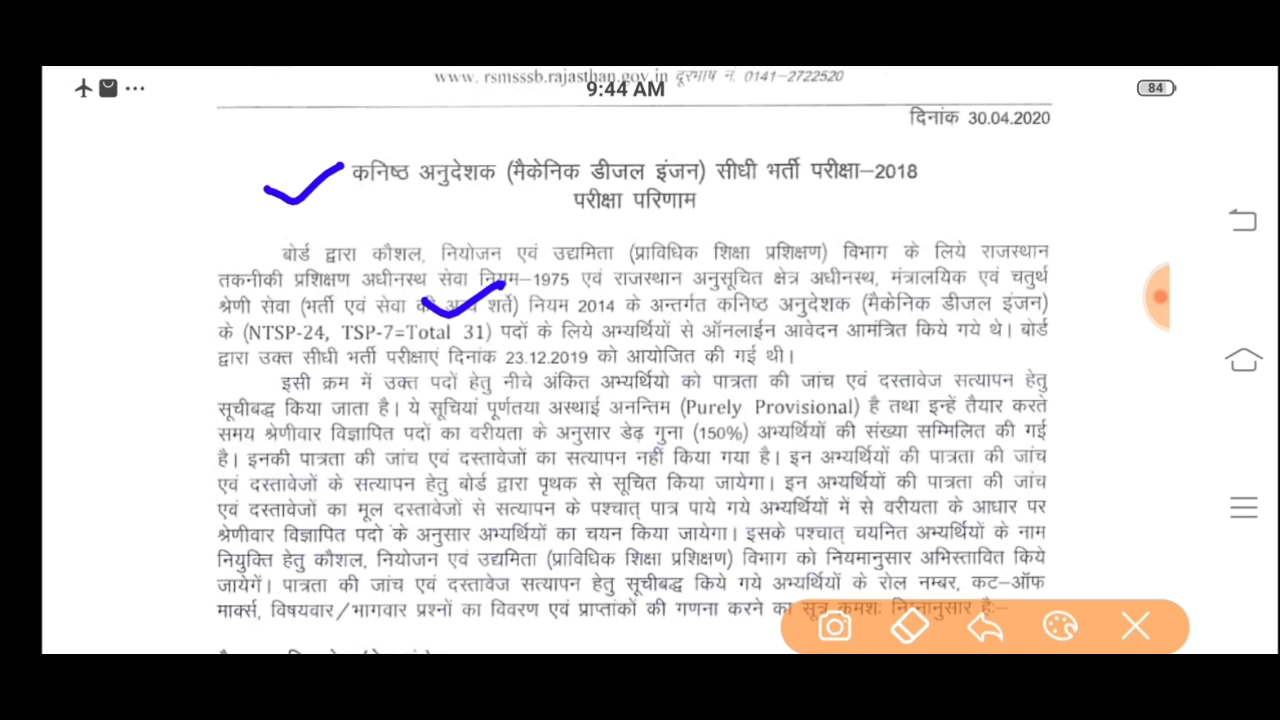 www. rsmsssb.rajasthan.gov.in दूरभाष नं. 0141-2722520
9:44 AM
84
दिनांक 30.04.2020
कनिष्ठ अनुदेशक (मैकेनिक डीजल इंजन) सीधी भर्ती परीक्षा-2018
परीक्षा परिणाम
बोर्ड द्वारा कौशल, नियोजन एवं उद्यमिता (प्राविधिक शिक्षा प्रशिक्षण) विभाग के लिये राजस्थान
तकनीकी प्रशिक्षण अधीनस्थ सेवा नियम-1975 एवं राजस्थान अनुसूचित क्षेत्र अधीनस्थ, मंत्रालयिक एवं चतुर्थ
श्रेणी सेवा (भर्ती एवं सेवा की अन्य शर्ते) नियम 2014 के अन्तर्गत कनिष्ठ अनुदेशक (मैकेनिक डीजल इंजन)
के (NTSP-24, TSP-7=Total 31) पदों के लिये अभ्यर्थियों से ऑनलाईन आवेदन आमंत्रित किये गये थे। बोर्ड
द्वारा उक्त सीधी भर्ती परीक्षाएं दिनांक 23.12.2019 को आयोजित की गई थी।
इसी क्रम में उक्त पदों हेतु नीचे अंकित अभ्यर्थियो को पात्रता की जांच एवं दस्तावेज सत्यापन हेतु
सूचीबद्ध किया जाता है। ये सूचियां पूर्णतया अस्थाई अनन्तिम (Purely Provisional) है तथा इन्हें तैयार करते
समय श्रेणीवार विज्ञापित पदों का वरीयता के अनुसार डेढ़ गुना (150%) अभ्यर्थियों की संख्या सम्मिलित की गई
है। इनकी पात्रता की जांच एवं दस्तावेजों का सत्यापन नहीं किया गया है। इन अभ्यर्थियों की पात्रता की जांच
एवं दस्तावेजों के सत्यापन हेतु बोर्ड द्वारा पृथक से सूचित किया जायेगा। इन अभ्यर्थियों की पात्रता की जांच
एवं दस्तावेजों का मूल दस्तावेजों से सत्यापन के पश्चात् पात्र पाये गये अभ्यर्थियों में से वरीयता के आधार पर
श्रेणीवार विज्ञापित पदो के अनुसार अभ्यर्थियों का चयन किया जायेगा। इसके पश्चात् चयनित अभ्यर्थियों के नाम
नियुक्ति हेतु कौशल, नियोजन एवं उद्यमिता (प्राविधिक शिक्षा प्रशिक्षण) विभाग को नियमानुसार अभिस्तावित किये
जायेगें। पात्रता की जांच एवं दस्तावेज सत्यापन हेतु सूचीबद्ध किये गये अभ्यर्थियों के रोल नम्बर, कट-ऑफ
मार्क्स, विषयवार/भागवार प्रश्नों का विवरण एवं प्राप्तांकों की गणना करने का सूत्र क्रमशः निम्नानुसार है:-